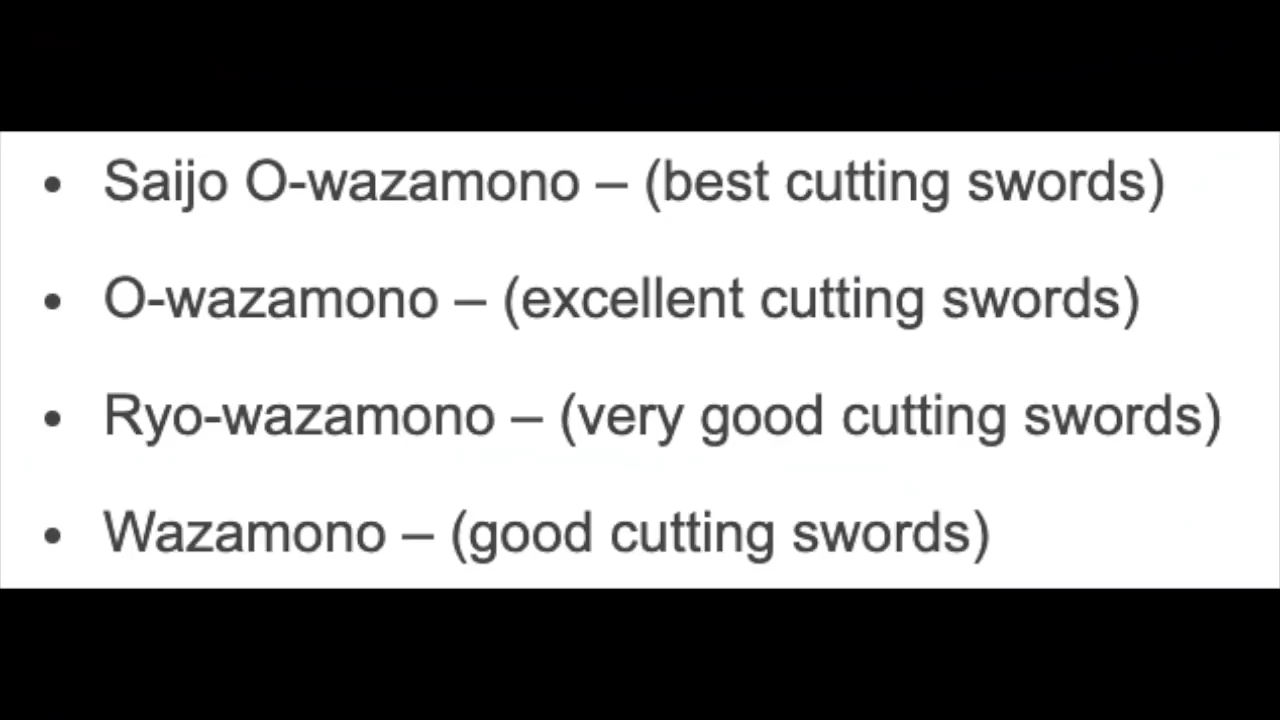 • Saijo O-wazamono – (best cutting swords)
• O-wazamono – (excellent cutting swords)
• Ryo-wazamono – (very good cutting swords)
• Wazamono – (good cutting swords)